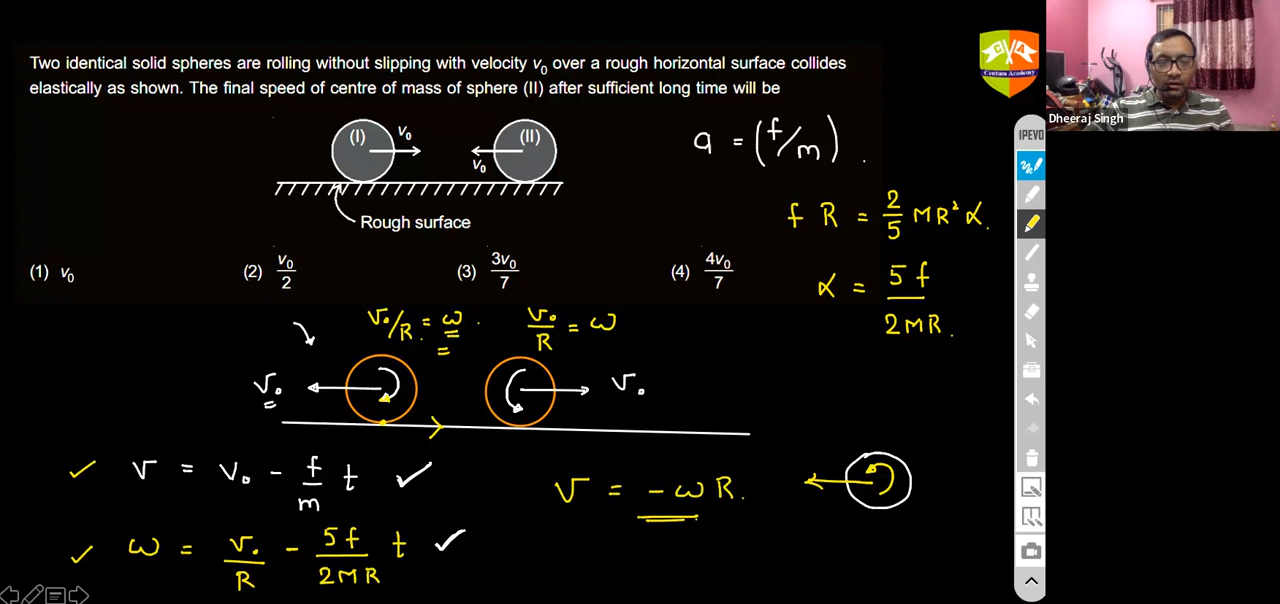 Two identical solid spheres are rolling without slipping with velocity v₀ over a rough horizontal surface collides
elastically as shown. The final speed of centre of mass of sphere (II) after sufficient long time will be
(I) v₀ v₀ (II)
Rough surface
(1) v₀ (2) v₀/2 (3) 3v₀/7 (4) 4v₀/7
a = (f/m).
f R = 2/5 MR² α.
α = 5f/2MR.
v₀/R = ω. v₀/R = ω
v₀ v₀
✓ v = v₀ - f/m t ✓
v = -ωR.
✓ ω = v₀/R - 5f/2MR t ✓
C A
Centum Academy
Dheeraj Singh
IPEVO